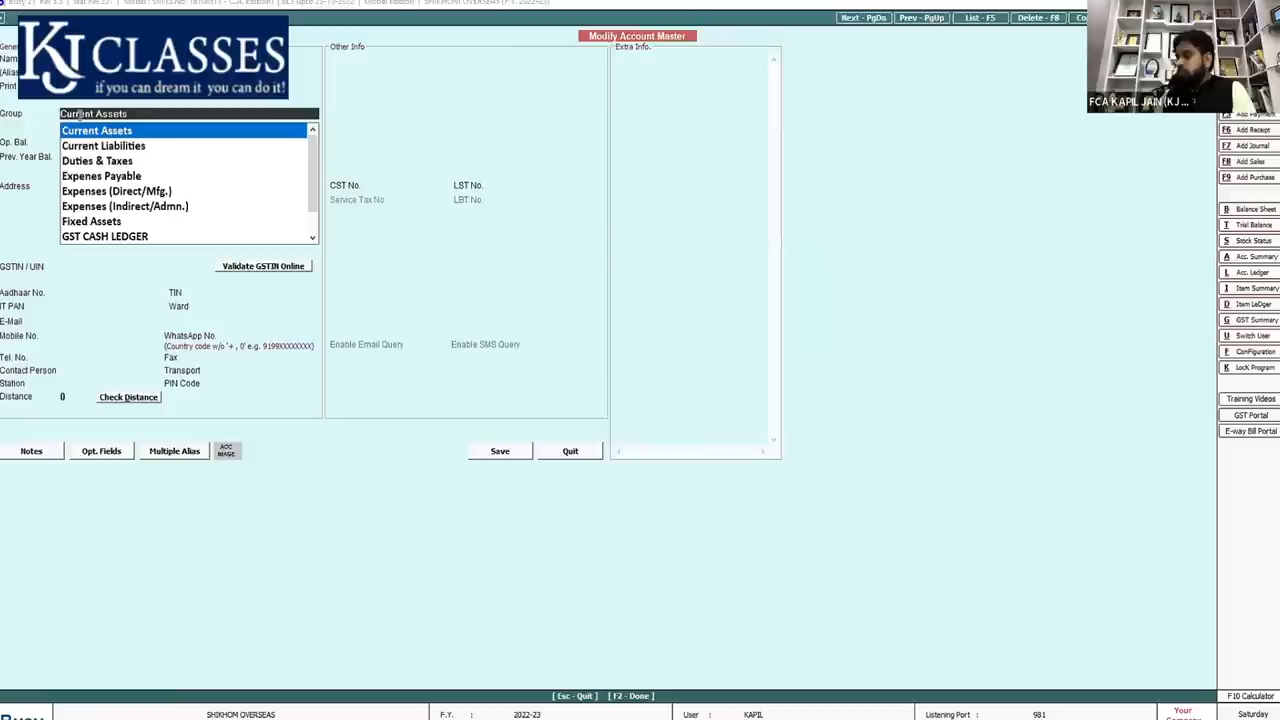 Next - PgDn
Prev - PgUp
List - F5
Delete - F8
KJ CLASSES
if you can dream it you can do it!
Modify Account Master
Other Info
Extra Info.
Print
Group
Current Assets
Current Assets
Current Liabilities
Duties & Taxes
Expenes Payable
Expenses (Direct/Mfg.)
Expenses (Indirect/Admn.)
Fixed Assets
GST CASH LEDGER
Op. Bal.
Prev. Year Bal.
Address
CST No.
LST No.
Service Tax No
LBT No.
GSTIN / UIN
Validate GSTIN Online
Aadhaar No.
TIN
IT PAN
Ward
E-Mail
Mobile No.
WhatsApp No.
(Country code w/o '+ , 0' e.g. 9199XXXXXXXX)
Enable Email Query
Enable SMS Query
Tel. No.
Fax
Contact Person
Transport
Station
PIN Code
Distance
0
Check Distance
Notes
Opt. Fields
Multiple Alias
ACC
IMAGE
Save
Quit
FCA KAPIL JAIN (KJ ...
F5 Add Payment
F6 Add Receipt
F7 Add Journal
F8 Add Sales
F9 Add Purchase
B Balance Sheet
T Trial Balance
S Stock Status
A Acc. Summary
L Acc. Ledger
I Item Summary
D Item LeDger
G GST Summary
U Switch User
F ConFiguration
K LocK Program
Training Videos
GST Portal
E-way Bill Portal
[ Esc - Quit ] [ F2 - Done ]
F10 Calculator
SHIKHOM OVERSEAS
F.Y. : 2022-23
User : KAPIL
Listening Port : 981
Your
Saturday